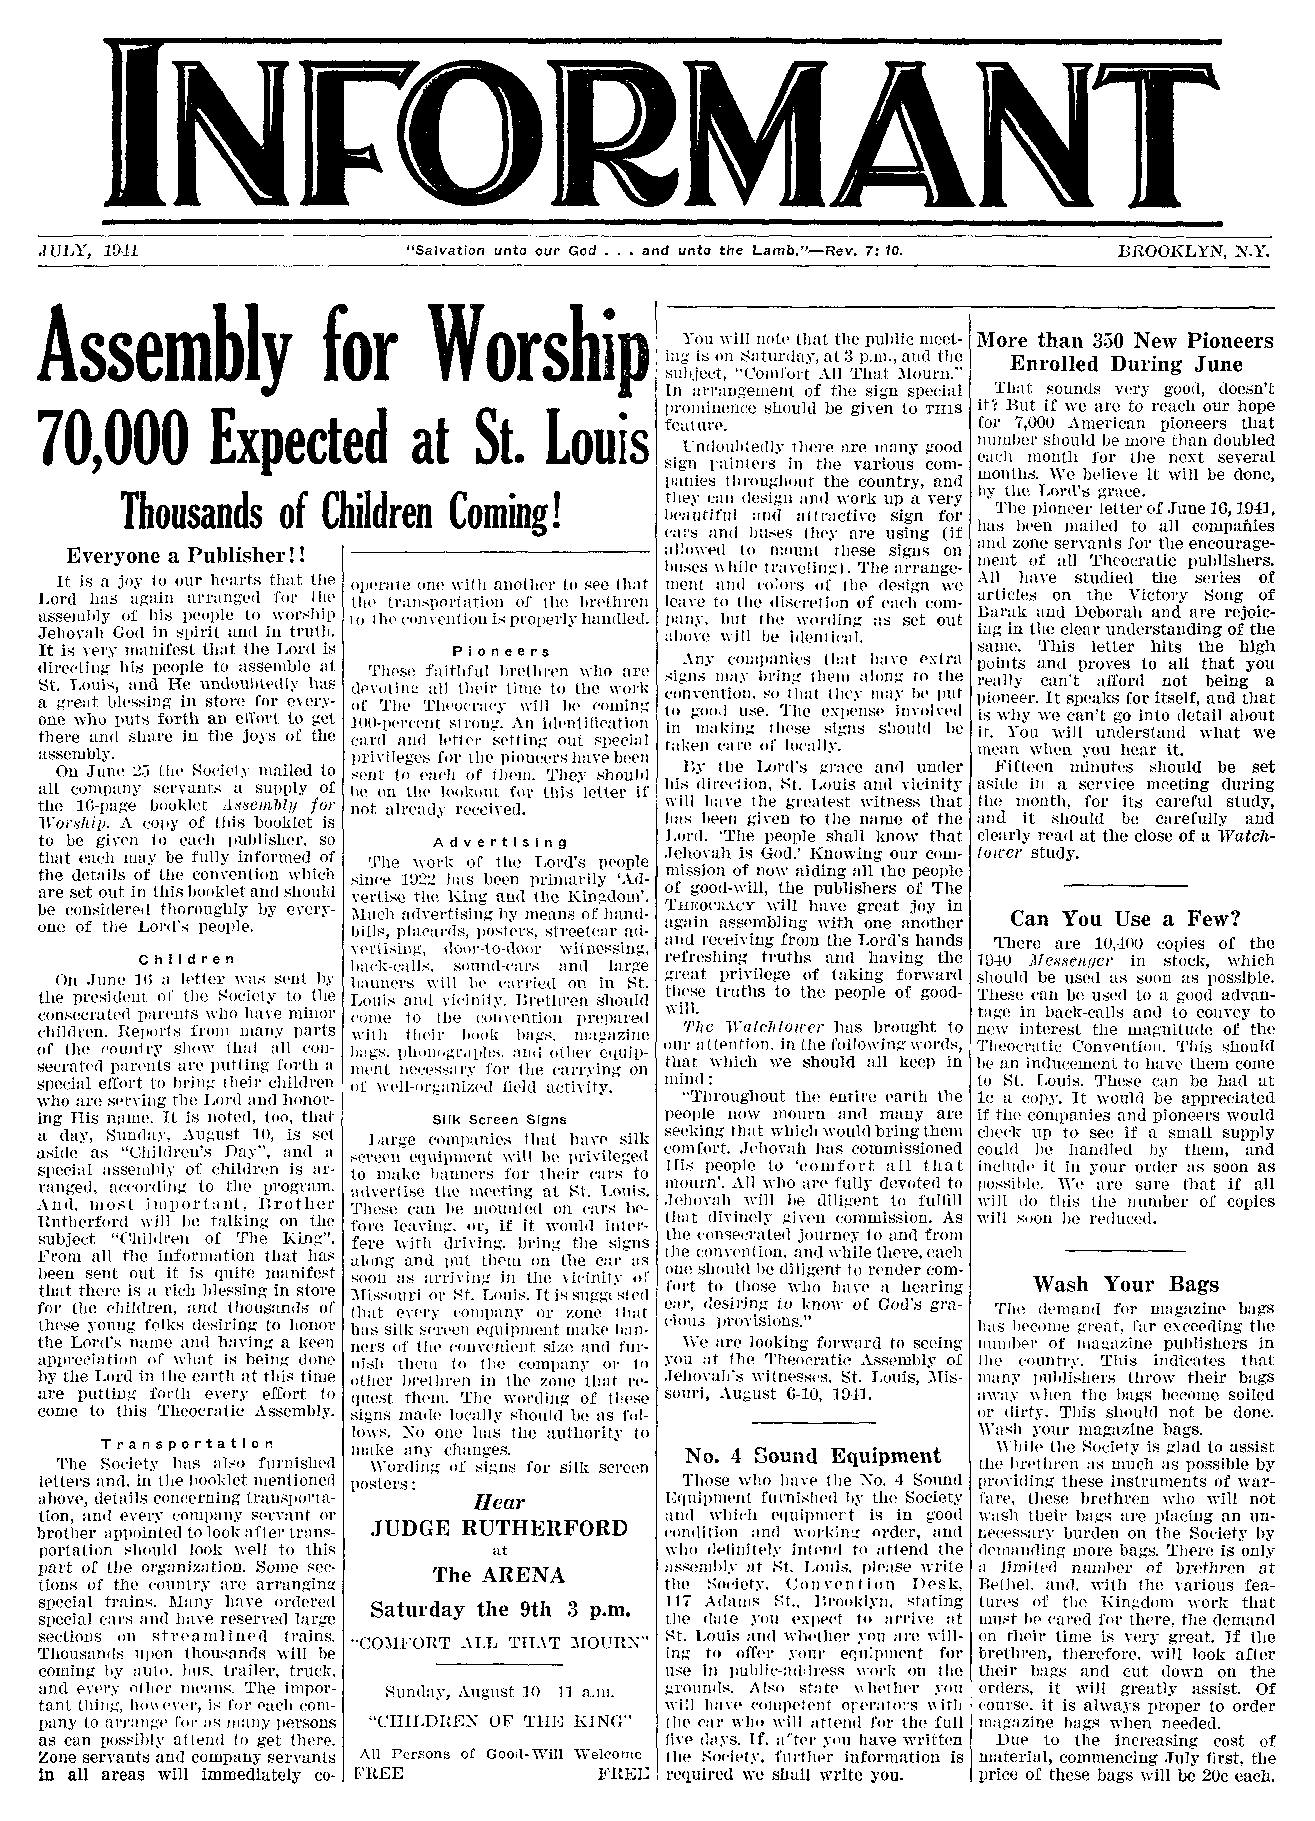 INFORMANT
JULY, 1941
"Salvation unto our God . . . and unto the Lamb."—Rev. 7:10.
BROOKLYN, N.Y.
Assembly for Worship
70,000 Expected at St. Louis
Thousands of Children Coming!
Everyone a Publisher!!
It is a joy to our hearts that the
Lord has again arranged for the
assembly of his people to worship
Jehovah God in spirit and in truth.
It is very manifest that the Lord is
directing his people to assemble at
St. Louis, and He undoubtedly has
a great blessing in store for every-
one who puts forth an effort to get
there and share in the joys of the
assembly.
On June 25 the Society mailed to
all company servants a supply of
the 16-page booklet Assembly for
Worship. A copy of this booklet is
to be given to each publisher, so
that each may be fully informed of
the details of the convention which
are set out in this booklet and should
be considered thoroughly by every-
one of the Lord's people.
Children
On June 16 a letter was sent by
the president of the Society to the
consecrated parents who have minor
children. Reports from many parts
of the country show that all con-
secrated parents are putting forth a
special effort to bring their children
who are serving the Lord and honor-
ing His name. It is noted, too, that
a day, Sunday, August 10, is set
aside as "Children's Day", and a
special assembly of children is ar-
ranged, according to the program.
And, most important, Brother
Rutherford will be talking on the
subject "Children of The King".
From all the information that has
been sent out it is quite manifest
that there is a rich blessing in store
for the children, and thousands of
these young folks desiring to honor
the Lord's name and having a keen
appreciation of what is being done
by the Lord in the earth at this time
are putting forth every effort to
come to this Theocratic Assembly.
Transportation
The Society has also furnished
letters and, in the booklet mentioned
above, details concerning transporta-
tion, and every company servant or
brother appointed to look after trans-
portation should look well to this
part of the organization. Some sec-
tions of the country are arranging
special trains. Many have ordered
special cars and have reserved large
sections on streamlined trains.
Thousands upon thousands will be
coming by auto, bus, trailer, truck,
and every other means. The impor-
tant thing, however, is for each com-
pany to arrange for as many persons
as can possibly attend to get there.
Zone servants and company servants
in all areas will immediately co-
operate one with another to see that
the transportation of the brethren
to the convention is properly handled.
Pioneers
These faithful brethren who are
devoting all their time to the work
of The Theocracy will be coming
100-percent strong. An identification
card and letter setting out special
privileges for the pioneers have been
sent to each of them. They should
be on the lookout for this letter if
not already received.
Advertising
The work of the Lord's people
since 1922 has been primarily 'Ad-
vertise the King and the Kingdom'.
Much advertising by means of hand-
bills, placards, posters, streetcar ad-
vertising, door-to-door witnessing,
back-calls, sound-cars and large
banners will be carried on in St.
Louis and vicinity. Brethren should
come to the convention prepared
with their book bags, magazine
bags, phonographs, and other equip-
ment necessary for the carrying on
of well-organized field activity.
Silk Screen Signs
Large companies that have silk
screen equipment will be privileged
to make banners for their cars to
advertise the meeting at St. Louis.
These can be mounted on cars be-
fore leaving, or, if it would inter-
fere with driving, bring the signs
along and put them on the car as
soon as arriving in the vicinity of
Missouri or St. Louis. It is suggested
that every company or zone that
has silk screen equipment make ban-
ners of the convenient size and fur-
nish them to the company or to
other brethren in the zone that re-
quest them. The wording of these
signs made locally should be as fol-
lows. No one has the authority to
make any changes.
Wording of signs for silk screen
posters:
Hear
JUDGE RUTHERFORD
at
The ARENA
Saturday the 9th 3 p.m.
"COMFORT ALL THAT MOURN"
Sunday, August 10 11 a.m.
"CHILDREN OF THE KING"
All Persons of Good-Will Welcome
FREE FREE
You will note that the public meet-
ing is on Saturday, at 3 p.m., and the
subject, "Comfort All That Mourn."
In arrangement of the sign special
prominence should be given to THIS
feature.
Undoubtedly there are many good
sign painters in the various com-
panies throughout the country, and
they can design and work up a very
beautiful and attractive sign for
cars and buses they are using (if
allowed to mount these signs on
buses while traveling). The arrange-
ment and colors of the design we
leave to the discretion of each com-
pany, but the wording as set out
above will be identical.
Any companies that have extra
signs may bring them along to the
convention, so that they may be put
to good use. The expense involved
in making these signs should be
taken care of locally.
By the Lord's grace and under
his direction, St. Louis and vicinity
will have the greatest witness that
has been given to the name of the
Lord. 'The people shall know that
Jehovah is God.' Knowing our com-
mission of now aiding all the people
of good-will, the publishers of The
THEOCRACY will have great joy in
again assembling with one another
and receiving from the Lord's hands
refreshing truths and having the
great privilege of taking forward
these truths to the people of good-
will.
The Watchtower has brought to
our attention, in the following words,
that which we should all keep in
mind:
"Throughout the entire earth the
people now mourn and many are
seeking that which would bring them
comfort. Jehovah has commissioned
His people to 'comfort all that
mourn'. All who are fully devoted to
Jehovah will be diligent to fulfill
that divinely given commission. As
the consecrated journey to and from
the convention, and while there, each
one should be diligent to render com-
fort to those who have a hearing
ear, desiring to know of God's gra-
cious provisions."
We are looking forward to seeing
you at the Theocratic Assembly of
Jehovah's witnesses, St. Louis, Mis-
souri, August 6-10, 1941.
No. 4 Sound Equipment
Those who have the No. 4 Sound
Equipment furnished by the Society
and which equipment is in good
condition and working order, and
who definitely intend to attend the
assembly at St. Louis, please write
the Society, Convention Desk,
117 Adams St., Brooklyn, stating
the date you expect to arrive at
St. Louis and whether you are will-
ing to offer your equipment for
use in public-address work on the
grounds. Also state whether you
will have competent operators with
the car who will attend for the full
five days. If, after you have written
the Society, further information is
required we shall write you.
More than 350 New Pioneers
Enrolled During June
That sounds very good, doesn't
it? But if we are to reach our hope
for 7,000 American pioneers that
number should be more than doubled
each month for the next several
months. We believe it will be done,
by the Lord's grace.
The pioneer letter of June 16, 1941,
has been mailed to all companies
and zone servants for the encourage-
ment of all Theocratic publishers.
All have studied the series of
articles on the Victory Song of
Barak and Deborah and are rejoic-
ing in the clear understanding of the
same. This letter hits the high
points and proves to all that you
really can't afford not being a
pioneer. It speaks for itself, and that
is why we can't go into detail about
it. You will understand what we
mean when you hear it.
Fifteen minutes should be set
aside in a service meeting during
the month, for its careful study,
and it should be carefully and
clearly read at the close of a Watch-
tower study.
Can You Use a Few?
There are 10,400 copies of the
1940 Messenger in stock, which
should be used as soon as possible.
These can be used to a good advan-
tage in back-calls and to convey to
new interest the magnitude of the
Theocratic Convention. This should
be an inducement to have them come
to St. Louis. These can be had at
1c a copy. It would be appreciated
if the companies and pioneers would
check up to see if a small supply
could be handled by them, and
include it in your order as soon as
possible. We are sure that if all
will do this the number of copies
will soon be reduced.
Wash Your Bags
The demand for magazine bags
has become great, far exceeding the
number of magazine publishers in
the country. This indicates that
many publishers throw their bags
away when the bags become soiled
or dirty. This should not be done.
Wash your magazine bags.
While the Society is glad to assist
the brethren as much as possible by
providing these instruments of war-
fare, these brethren who will not
wash their bags are placing an un-
necessary burden on the Society by
demanding more bags. There is only
a limited number of brethren at
Bethel, and, with the various fea-
tures of the Kingdom work that
must be cared for there, the demand
on their time is very great. If the
brethren, therefore, will look after
their bags and cut down on the
orders, it will greatly assist. Of
course, it is always proper to order
magazine bags when needed.
Due to the increasing cost of
material, commencing July first, the
price of these bags will be 20c each.